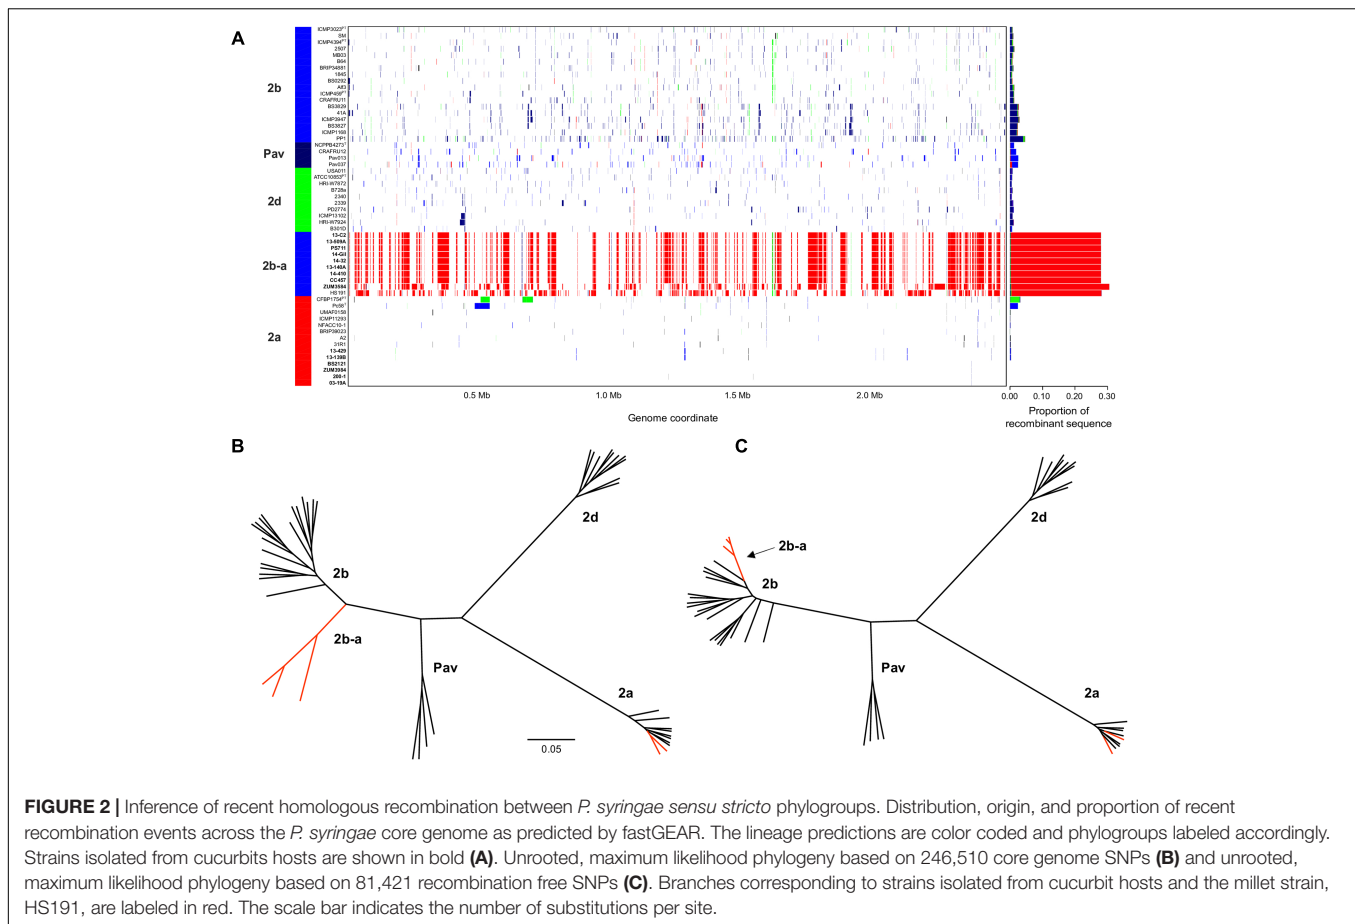 A
2b
Pav
2d
2b-a
2a
ICMP3023PT
SM
ICMP4394PT
2507
MB03
B64
BRIP34881
1845
BS0292
Alf3
ICMP459PT
CRAFRU11
BS3829
41A
ICMP3947
BS3827
ICMP1168
PP1
NCPPB4273T
CRAFRU12
Pav013
Pav037
USA011
ATCC10853PT
HRI-W7872
B728a
2340
2339
PD2774
ICMP13102
HRI-W7924
B301D
13-C2
13-509A
PS711
14-Gil
14-32
13-140A
14-410
CC457
ZUM3584
HS191
CFBP1754PT
Pc56T
UMAF0158
ICMP11293
NFACC10-1
BRIP39023
A2
31R1
13-429
13-139B
BS2121
ZUM3984
200-1
03-19A
0.5 Mb 1.0 Mb 1.5 Mb 2.0 Mb
Genome coordinate
0.00 0.10 0.20 0.30
Proportion of
recombinant sequence
B
2b
2b-a
Pav
2d
2a
0.05
C
2b-a
2b
Pav
2d
2a
FIGURE 2 | Inference of recent homologous recombination between P. syringae sensu stricto phylogroups. Distribution, origin, and proportion of recent
recombination events across the P. syringae core genome as predicted by fastGEAR. The lineage predictions are color coded and phylogroups labeled accordingly.
Strains isolated from cucurbits hosts are shown in bold (A). Unrooted, maximum likelihood phylogeny based on 246,510 core genome SNPs (B) and unrooted,
maximum likelihood phylogeny based on 81,421 recombination free SNPs (C). Branches corresponding to strains isolated from cucurbit hosts and the millet strain,
HS191, are labeled in red. The scale bar indicates the number of substitutions per site.